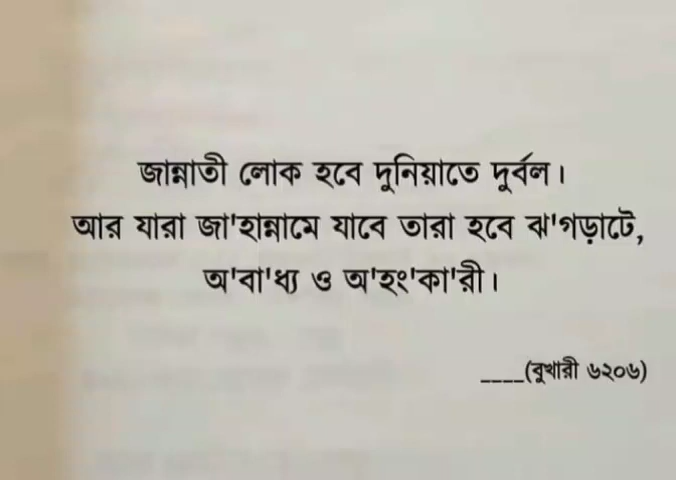 জান্নাতী লোক হবে দুনিয়াতে দুর্বল।
আর যারা জা'হান্নামে যাবে তারা হবে ঝ'গড়াটে,
অ'বা'ধ্য ও অ'হং'কা'রী।
____(বুখারী ৬২০৬)